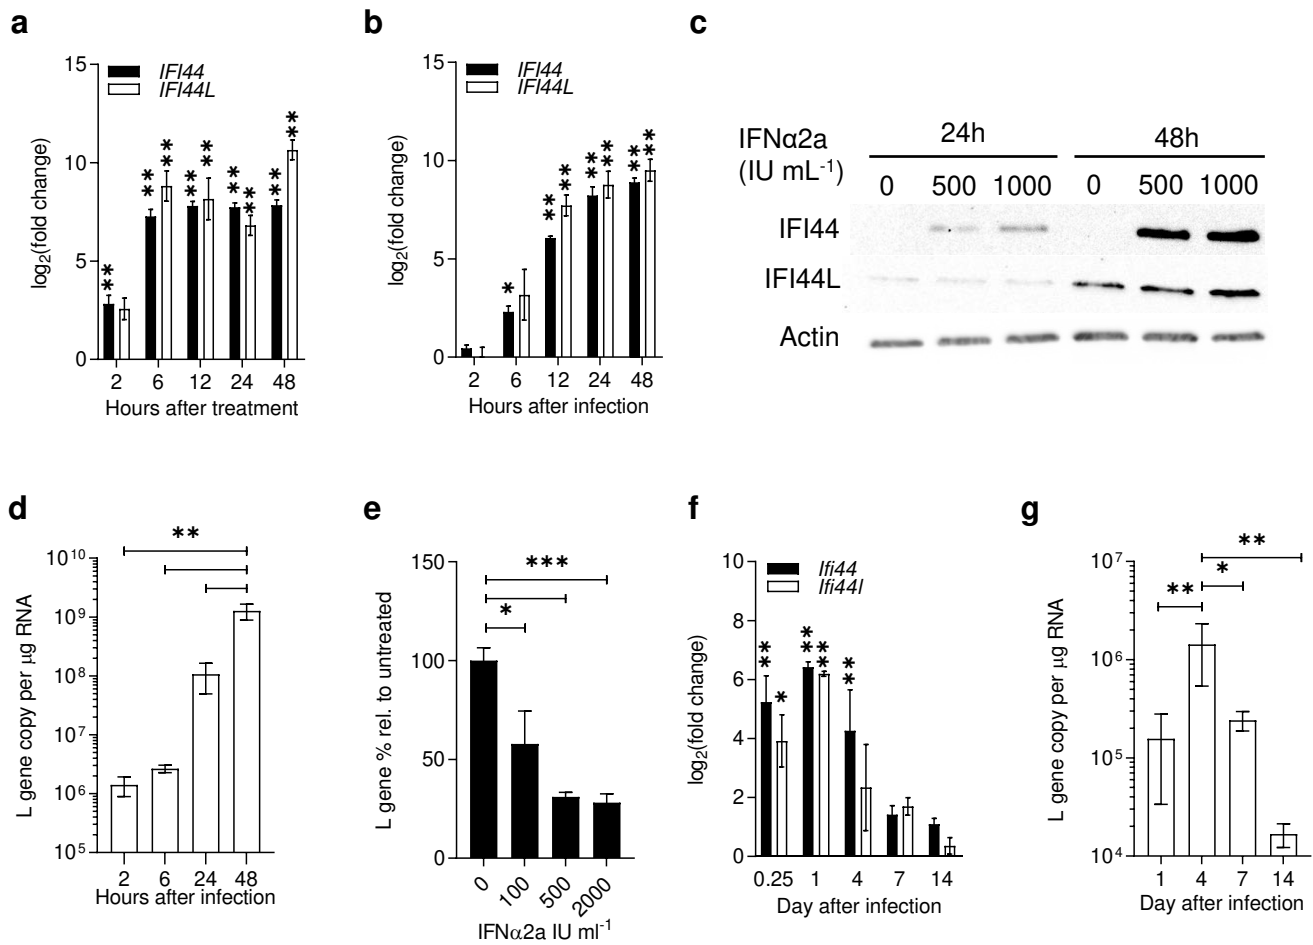 a
15
10
5
0
log2(fold change)
IFI44
IFI44L
**
**
**
**
**
**
**
**
**
2 6 12 24 48
Hours after treatment
b
15
10
5
0
log2(fold change)
IFI44
IFI44L
*
**
**
**
**
**
**
2 6 12 24 48
Hours after infection
c
IFNα2a
(IU mL-1)
24h 48h
0 500 1000 0 500 1000
IFI44
IFI44L
Actin
d
10^10
10^9
10^8
10^7
10^6
10^5
L gene copy per μg RNA
**
2 6 24 48
Hours after infection
e
150
100
50
0
L gene % rel. to untreated
***
*
0 100 500 2000
IFNα2a IU ml-1
f
10
8
6
4
2
0
log2(fold change)
Ifi44
Ifi44l
**
*
**
**
**
0.25 1 4 7 14
Day after infection
g
10^7
10^6
10^5
10^4
L gene copy per μg RNA
**
*
**
1 4 7 14
Day after infection